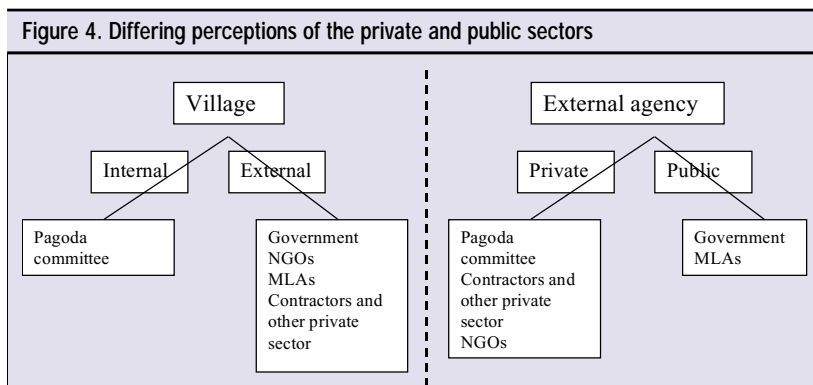 Figure 4. Differing perceptions of the private and public sectors
Village
Internal
External
Pagoda
committee
Government
NGOs
MLAs
Contractors and
other private
sector
External agency
Private
Public
Pagoda
committee
Contractors and
other private
sector
NGOs
Government
MLAs